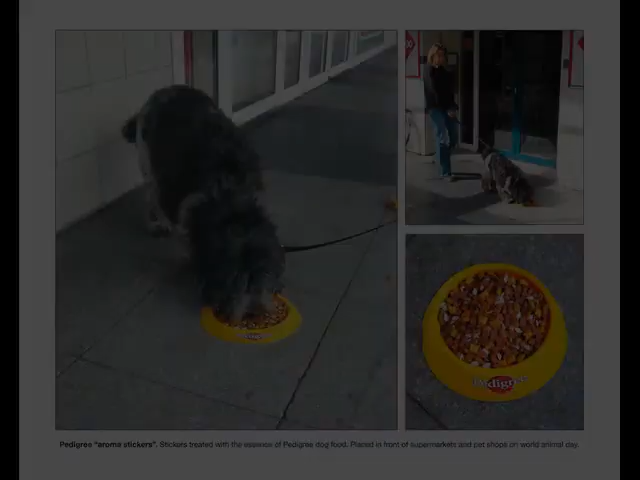 Pedigree
Pedigree
Pedigree "aroma stickers". Stickers treated with the essence of Pedigree dog food. Placed in front of supermarkets and pet shops on world animal day.